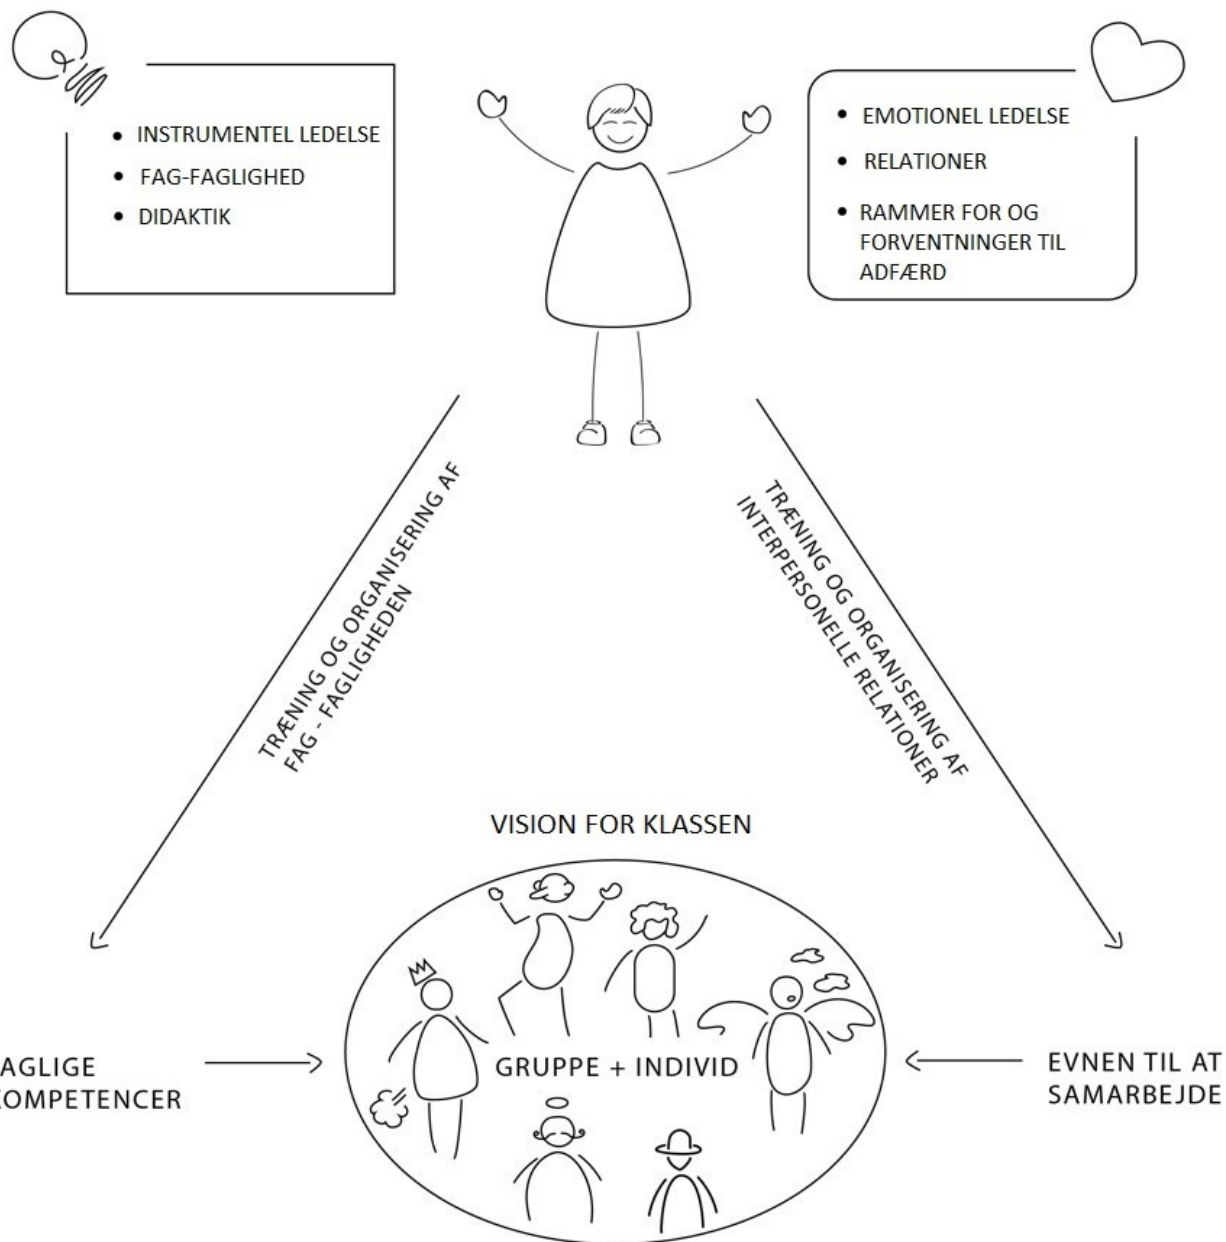 INSTRUMENTEL LEDELSE
FAG-FAGLIGHED
DIDAKTIK
EMOTIONEL LEDELSE
RELATIONER
RAMMER FOR OG
FORVENTNINGER TIL
ADFÆRD
TRÆNING OG ORGANISERING AF
FAG - FAGLIGHEDEN
TRÆNING OG ORGANISERING AF
INTERPERSONELLE RELATIONER
VISION FOR KLASSEN
AGLIGE
KOMPETENCER
GRUPPE + INDIVID
EVNEN TIL AT
SAMARBEJDE